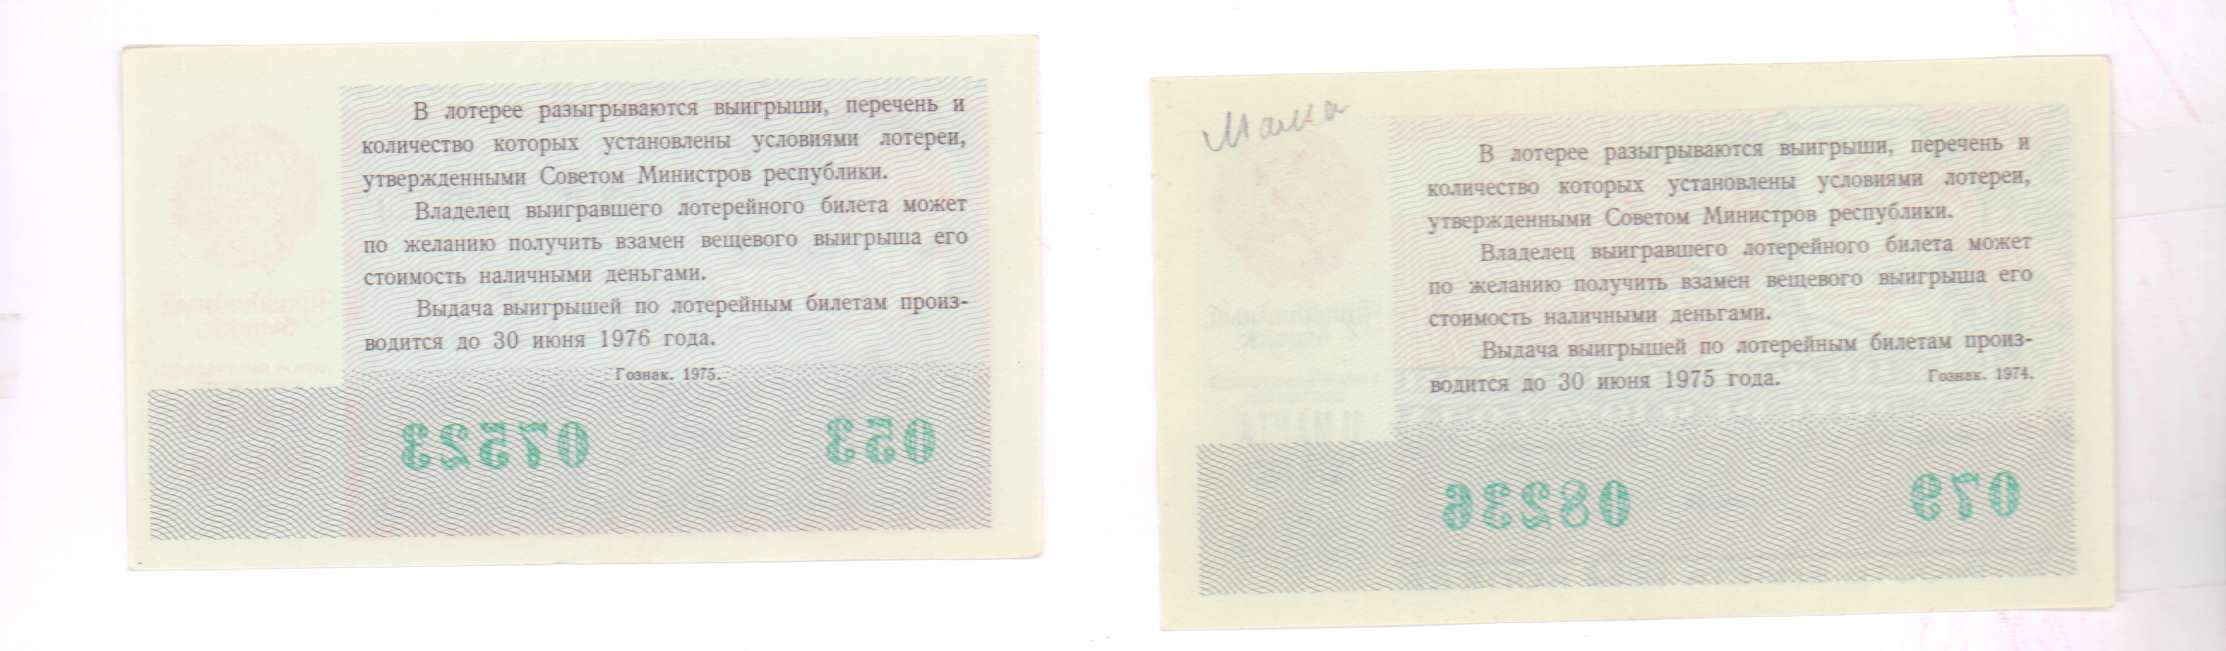 В лотерее разыгрываются выигрыши, перечень и
количество которых установлены условиями лотереи,
утвержденными Советом Министров республики.
Владелец выигравшего лотерейного билета может
по желанию получить взамен вещевого выигрыша его
стоимость наличными деньгами.
Выдача выигрышей по лотерейным билетам произ-
водится до 30 июня 1976 года.
Гознак. 1975.
07523 053
В лотерее разыгрываются выигрыши, перечень и
количество которых установлены условиями лотереи,
утвержденными Советом Министров республики.
Владелец выигравшего лотерейного билета может
по желанию получить взамен вещевого выигрыша его
стоимость наличными деньгами.
Выдача выигрышей по лотерейным билетам произ-
водится до 30 июня 1975 года. Гознак. 1974.
08236 079